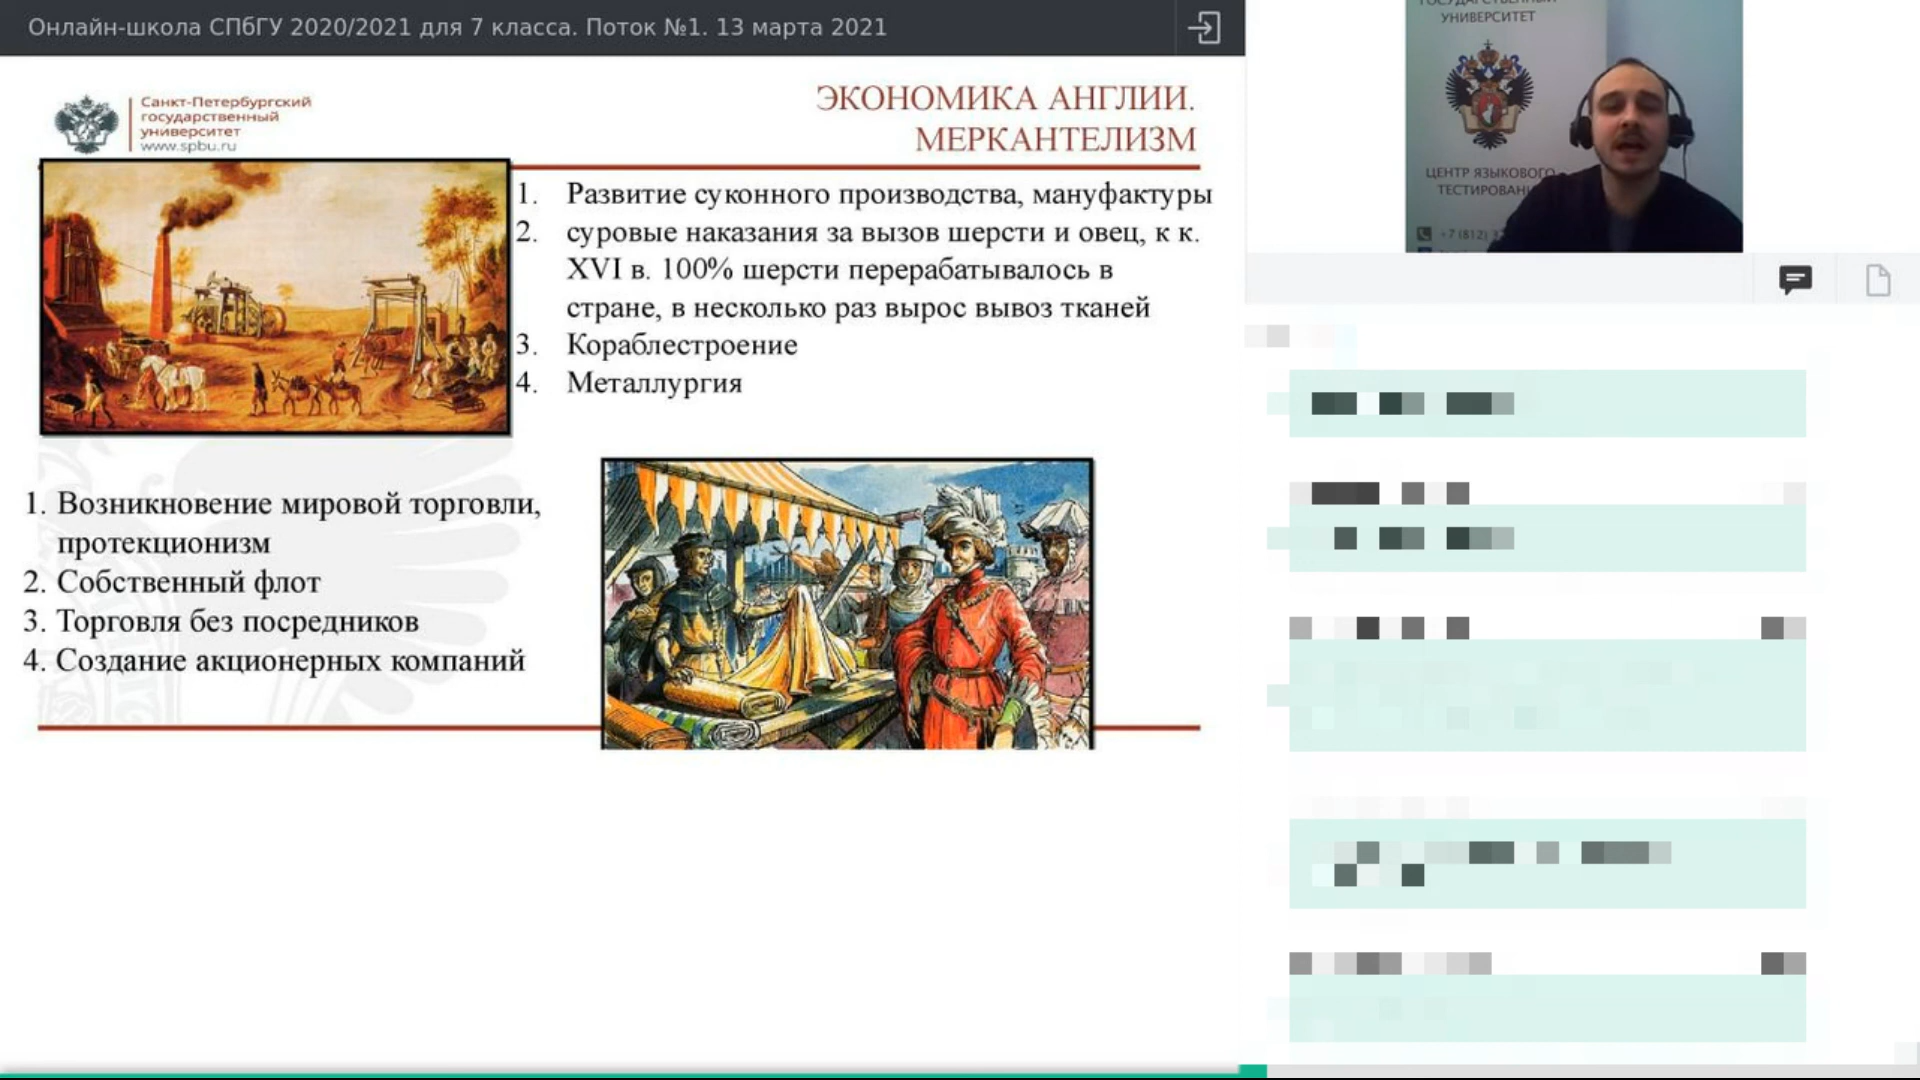 Онлайн-школа СПбГУ 2020/2021 для 7 класса. Поток №1. 13 марта 2021
Санкт-Петербургский
государственный
университет
www.spbu.ru
ЭКОНОМИКА АНГЛИИ.
МЕРКАНТЕЛИЗМ
1. Развитие суконного производства, мануфактуры
2. суровые наказания за вызов шерсти и овец, к к.
XVI в. 100% шерсти перерабатывалось в
стране, в несколько раз вырос вывоз тканей
3. Кораблестроение
4. Металлургия
1. Возникновение мировой торговли,
протекционизм
2. Собственный флот
3. Торговля без посредников
4. Создание акционерных компаний
УНИВЕРСИТЕТ
ЦЕНТР ЯЗЫКОВОГО
+7 (812)